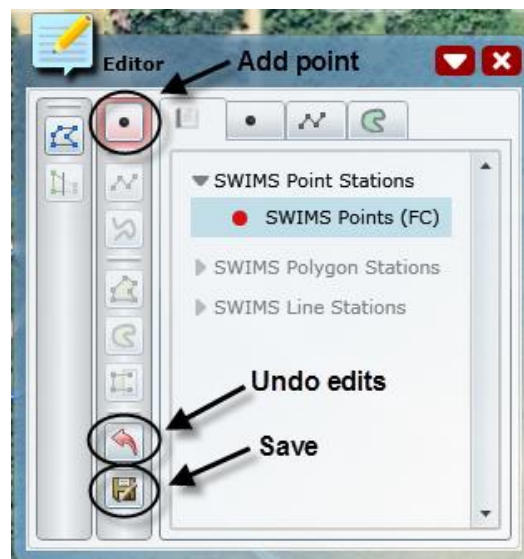 Editor
Add point
SWIMS Point Stations
SWIMS Points (FC)
SWIMS Polygon Stations
SWIMS Line Stations
Undo edits
Save